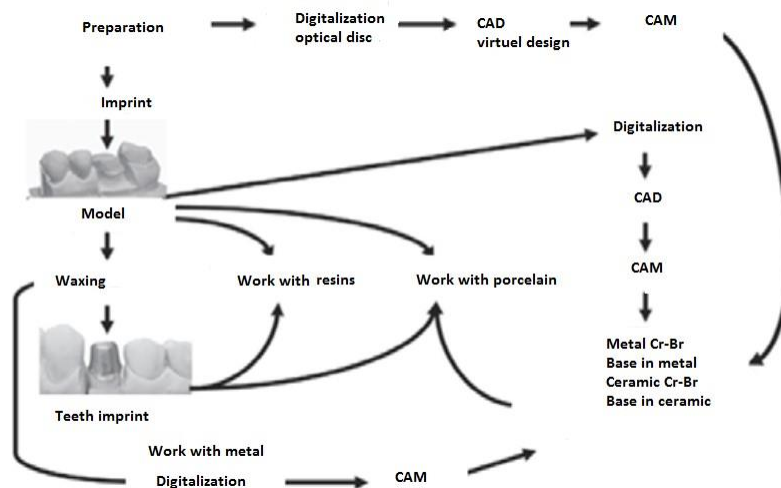 Preparation
Digitalization
optical disc
CAD
virtuel design
CAM
Imprint
Digitalization
Model
CAD
CAM
Waxing
Work with resins
Work with porcelain
Metal Cr-Br
Base in metal
Ceramic Cr-Br
Base in ceramic
Teeth imprint
Work with metal
Digitalization
CAM